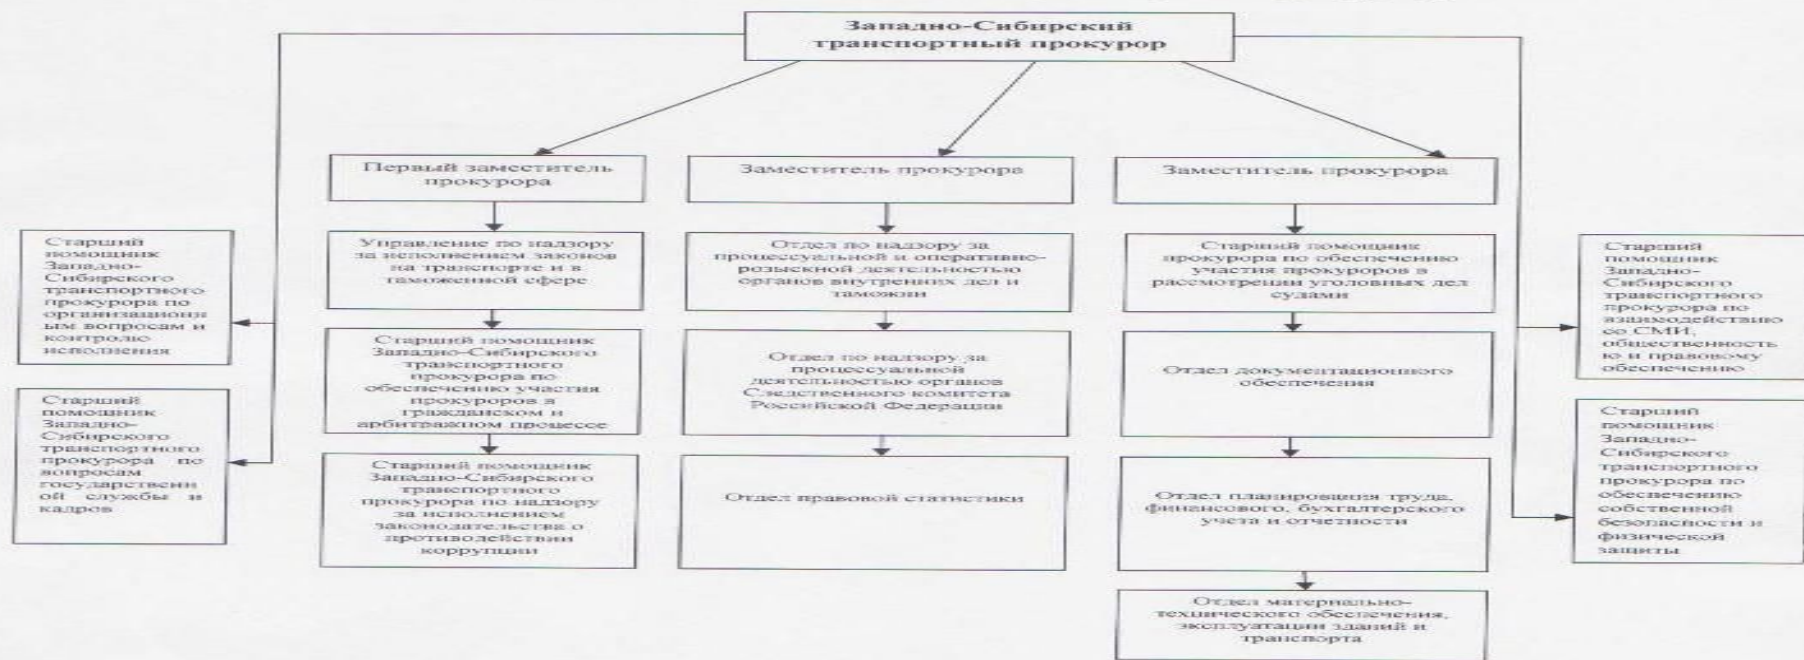 Западно-Сибирский
транспортный прокурор
Первый заместитель
прокурора
Заместитель прокурора
Заместитель прокурора
Старший
помощник
Западно-
Сибирского
транспортного
прокурора по
организационн
ым вопросам и
контролю
исполнения
Старший
помощник
Западно-
Сибирского
транспортного
прокурора по
вопросам
государственн
ой службы и
кадров
Управление по надзору
за исполнением законов
на транспорте и в
таможенной сфере
Старший помощник
Западно-Сибирского
транспортного
прокурора по
обеспечению участия
прокуроров в
гражданском и
арбитражном процессе
Старший помощник
Западно-Сибирского
транспортного
прокурора по надзору
за исполнением
законодательства о
противодействии
коррупции
Отдел по надзору за
процессуальной и оперативно-
розыскной деятельностью
органов внутренних дел и
таможни
Отдел по надзору за
процессуальной
деятельностью органов
Следственного комитета
Российской Федерации
Отдел правовой статистики
Старший помощник
прокурора по обеспечению
участия прокуроров в
рассмотрении уголовных дел
судами
Отдел документационного
обеспечения
Отдел планирования труда,
финансового, бухгалтерского
учета и отчетности
Отдел материально-
технического обеспечения,
эксплуатации зданий и
транспорта
Старший
помощник
Западно-
Сибирского
транспортного
прокурора по
взаимодействию
со СМИ,
общественность
ю и правовому
обеспечению
Старший
помощник
Западно-
Сибирского
транспортного
прокурора по
обеспечению
собственной
безопасности и
физической
защиты